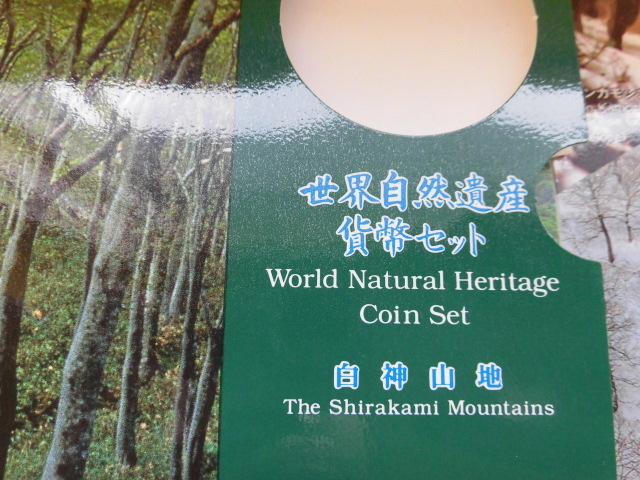 世界自然遺産
貨幣セット
World Natural Heritage
Coin Set
白神山地
The Shirakami Mountains